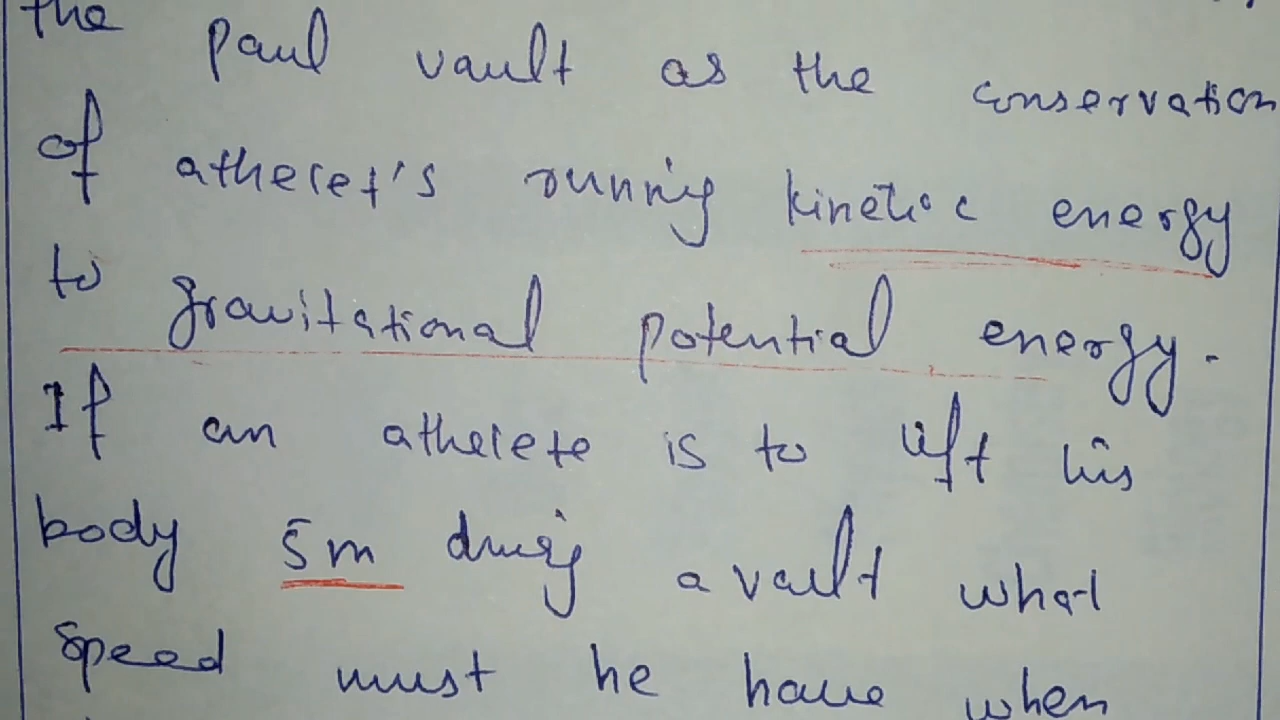 the paul vault as the conservation
of atheret's running kinetic energy
to gravitational potential energy.
If an atherete is to lift his
body 5m during a vault what
speed must he have when